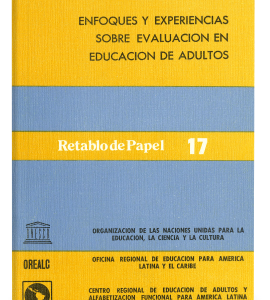 ENFOQUES Y EXPERIENCIAS
SOBRE EVALUACION EN
EDUCACION DE ADULTOS
Retablo de Papel 17
UNESCO
ORGANIZACION DE LAS NACIONES UNIDAS PARA LA
EDUCACION, LA CIENCIA Y LA CULTURA
OREALC
OFICINA REGIONAL DE EDUCACION PARA AMERICA
LATINA Y EL CARIBE
CENTRO REGIONAL DE EDUCACION DE ADULTOS Y
ALFABETIZACION FUNCIONAL PARA AMERICA LATINA